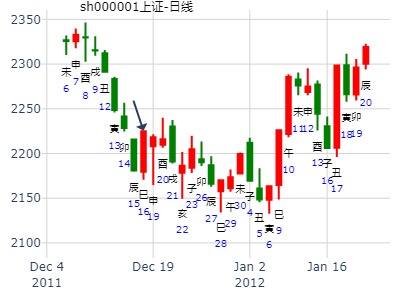 sh000001上证-日线
2350
2300
2250
2200
2150
2100
未
6
申
7
酉
8
戌
9
丑
12
寅
13
卯
14
辰
15
巳
16
申
19
酉
20
戌
21
亥
22
子
23
卯
26
辰
27
巳
28
午
29
未
30
子
4
丑
5
寅
6
巳
9
午
10
未
11
申
12
酉
13
子
16
丑
17
寅
18
卯
19
辰
20
Dec 4
2011
Dec 19
Jan 2
2012
Jan 16